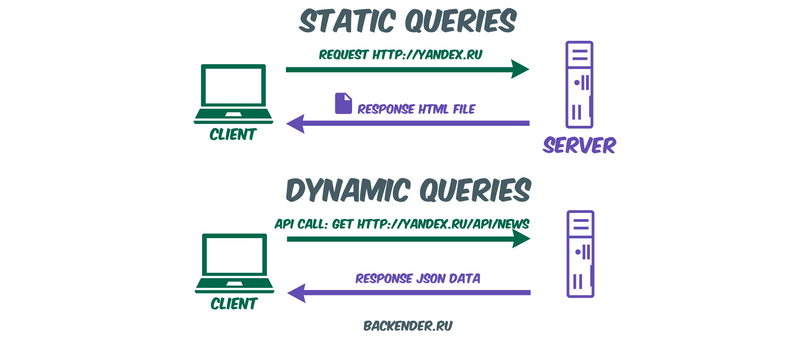 STATIC QUERIES
REQUEST HTTP://YANDEX.RU
RESPONSE HTML FILE
CLIENT
SERVER
DYNAMIC QUERIES
API CALL: GET HTTP://YANDEX.RU/API/NEWS
RESPONSE JSON DATA
CLIENT
BACKENDER.RU